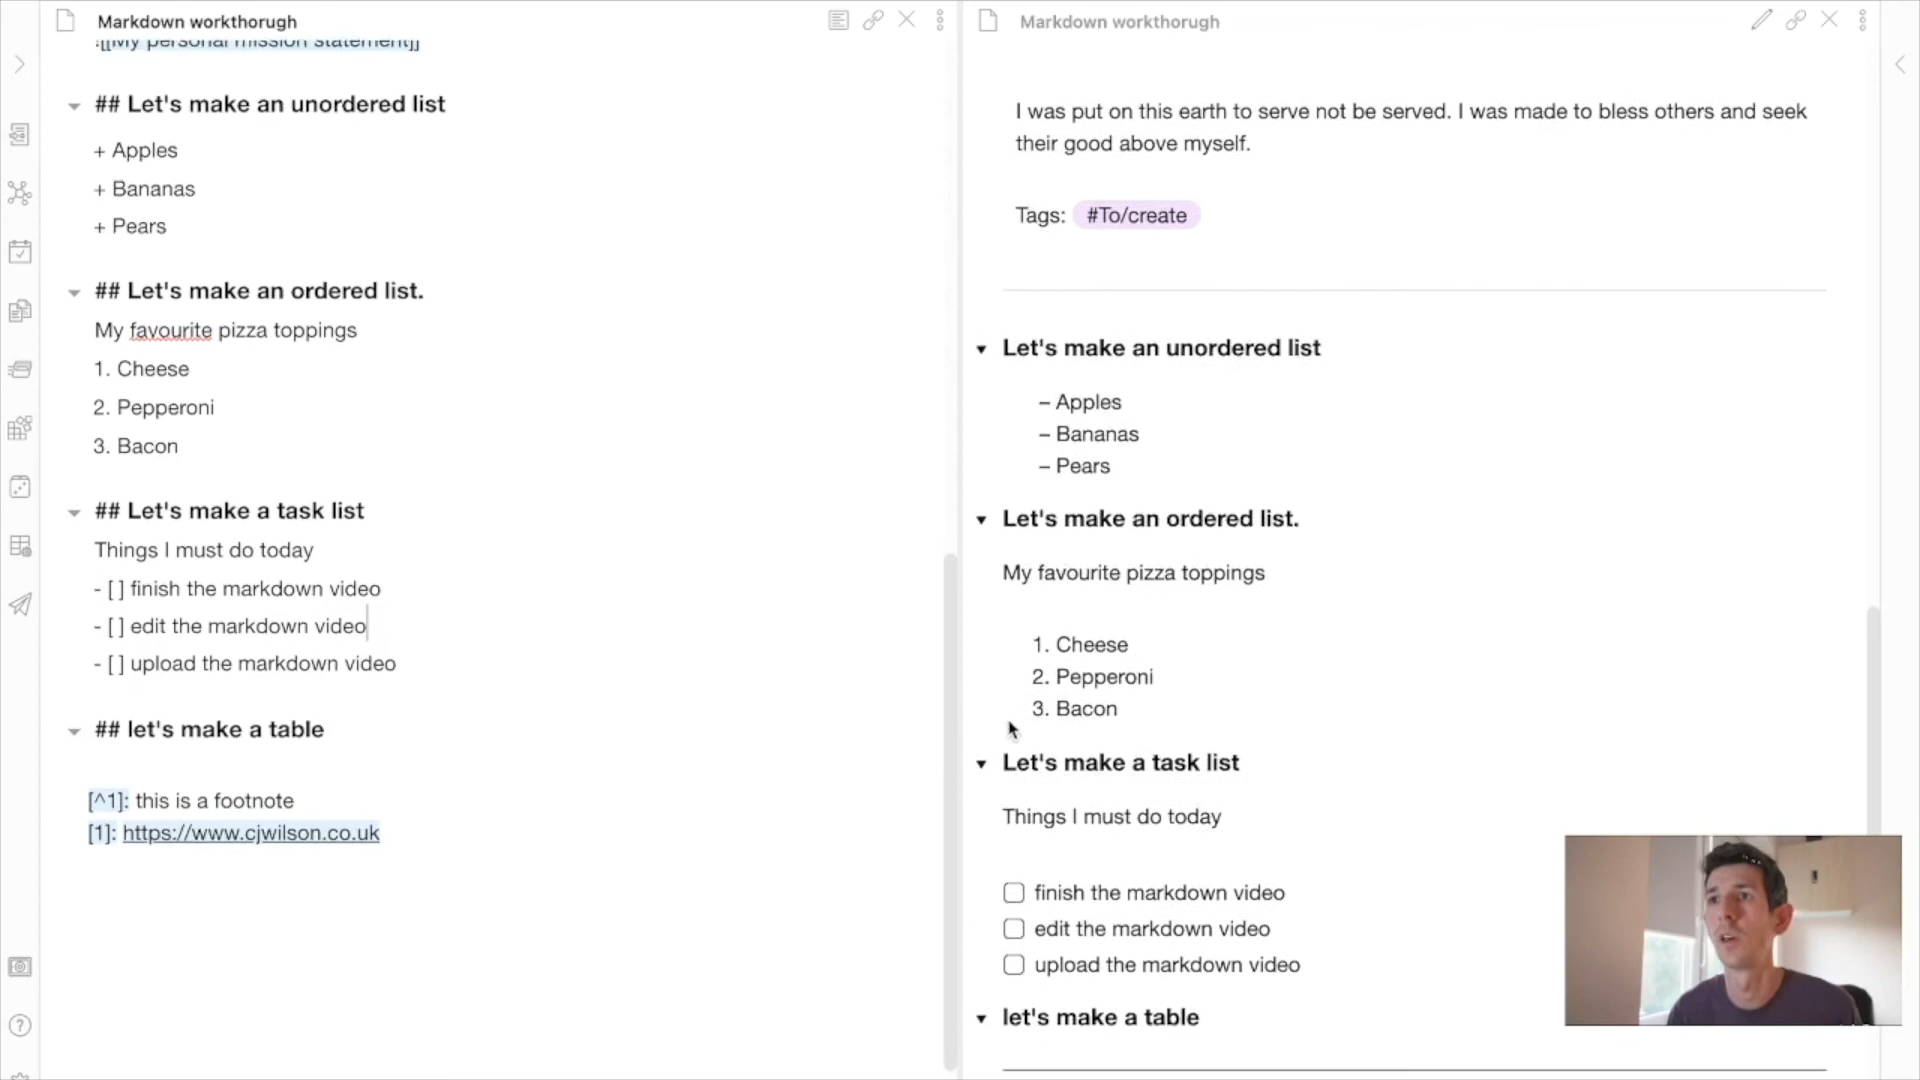 Markdown workthorugh
![[My personal mission statement]]
## Let's make an unordered list
+ Apples
+ Bananas
+ Pears
## Let's make an ordered list.
My favourite pizza toppings
1. Cheese
2. Pepperoni
3. Bacon
## Let's make a task list
Things I must do today
- [ ] finish the markdown video
- [ ] edit the markdown video
- [ ] upload the markdown video
## let's make a table
[^1]: this is a footnote
[1]: https://www.cjwilson.co.uk
Markdown workthorugh
I was put on this earth to serve not be served. I was made to bless others and seek
their good above myself.
Tags: #To/create
Let's make an unordered list
– Apples
– Bananas
– Pears
Let's make an ordered list.
My favourite pizza toppings
1. Cheese
2. Pepperoni
3. Bacon
Let's make a task list
Things I must do today
finish the markdown video
edit the markdown video
upload the markdown video
let's make a table